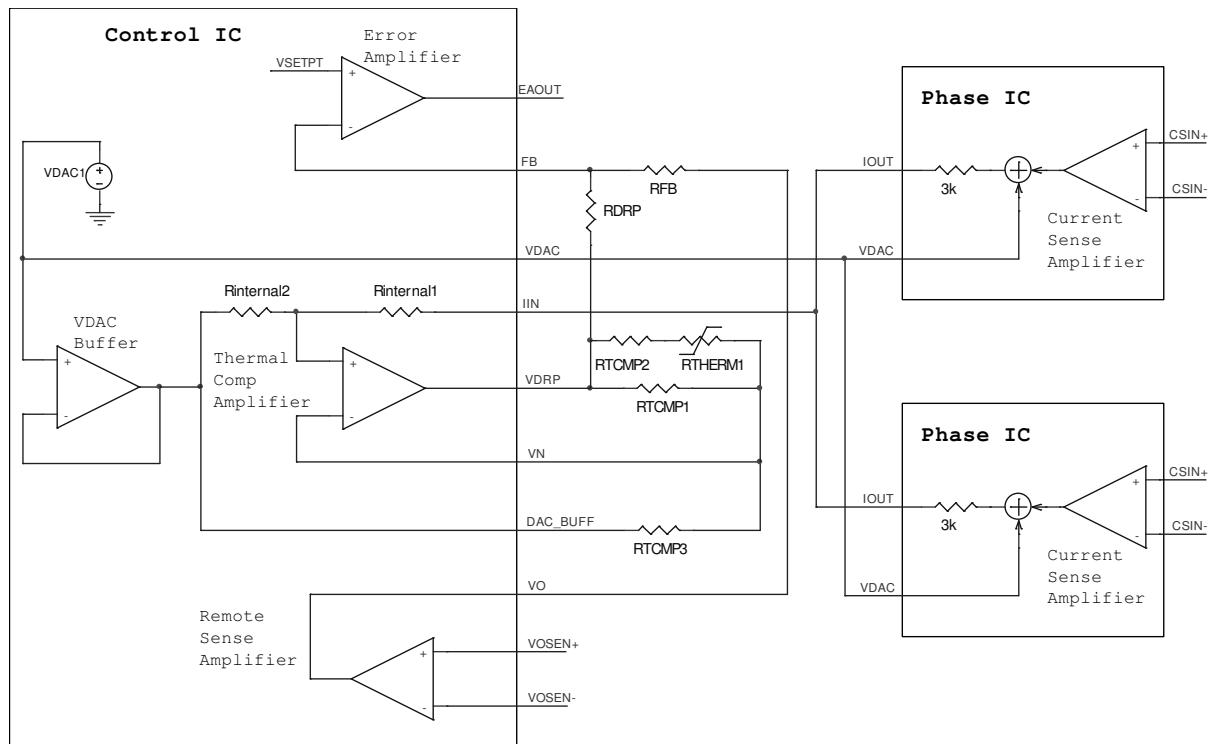 Control IC
Error
Amplifier
VSETPT
+
-
EAOUT
Phase IC
CSIN+
+
IOUT
FB
VDAC1
+
-
3k
RFB
-
CSIN-
RDRP
Current
Sense
Amplifier
VDAC
VDAC
Rinternal2
Rinternal1
IIN
VDAC
Buffer
+
-
Thermal
Comp
Amplifier
+
-
RTCMP2
RTHERM1
VDRP
RTCMP1
Phase IC
VN
CSIN+
+
IOUT
DAC_BUFF
3k
RTCMP3
-
CSIN-
Current
Sense
Amplifier
VO
VDAC
Remote
Sense
Amplifier
+
VOSEN+
-
VOSEN-